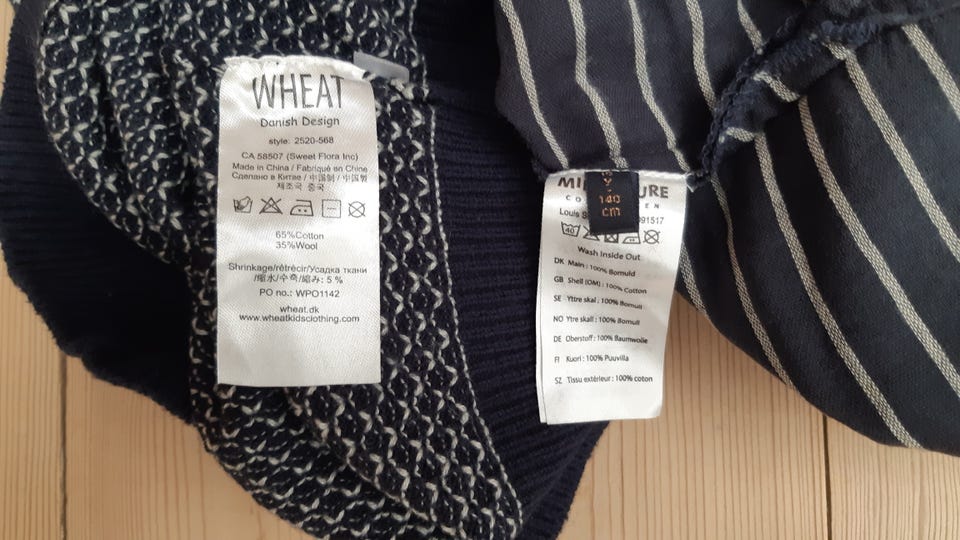 WHEAT
Danish Design
style: 2520-568
CA 58507 (Sweet Flora Inc)
Made in China / Fabriqué en Chine
Сделано в Китае / 中国制 / 中国製
제조국 중국
65%Cotton
35%Wool
Shrinkage/rétrécir/Усадка ткани
/缩水/수축/縮み: 5 %
PO no.: WPO1142
wheat.dk
www.wheatkidsclothing.com
140
cm
Louis
091517
40
Wash Inside Out
DK Main : 100% Bomuld
GB Shell (OM) : 100% Cotton
SE Yttre skal : 100% Bomull
NO Ytre skall : 100% Bomull
DE Oberstoff : 100% Baumwolle
FI Kuori : 100% Puuvilla
SZ Tissu extérieur : 100% coton